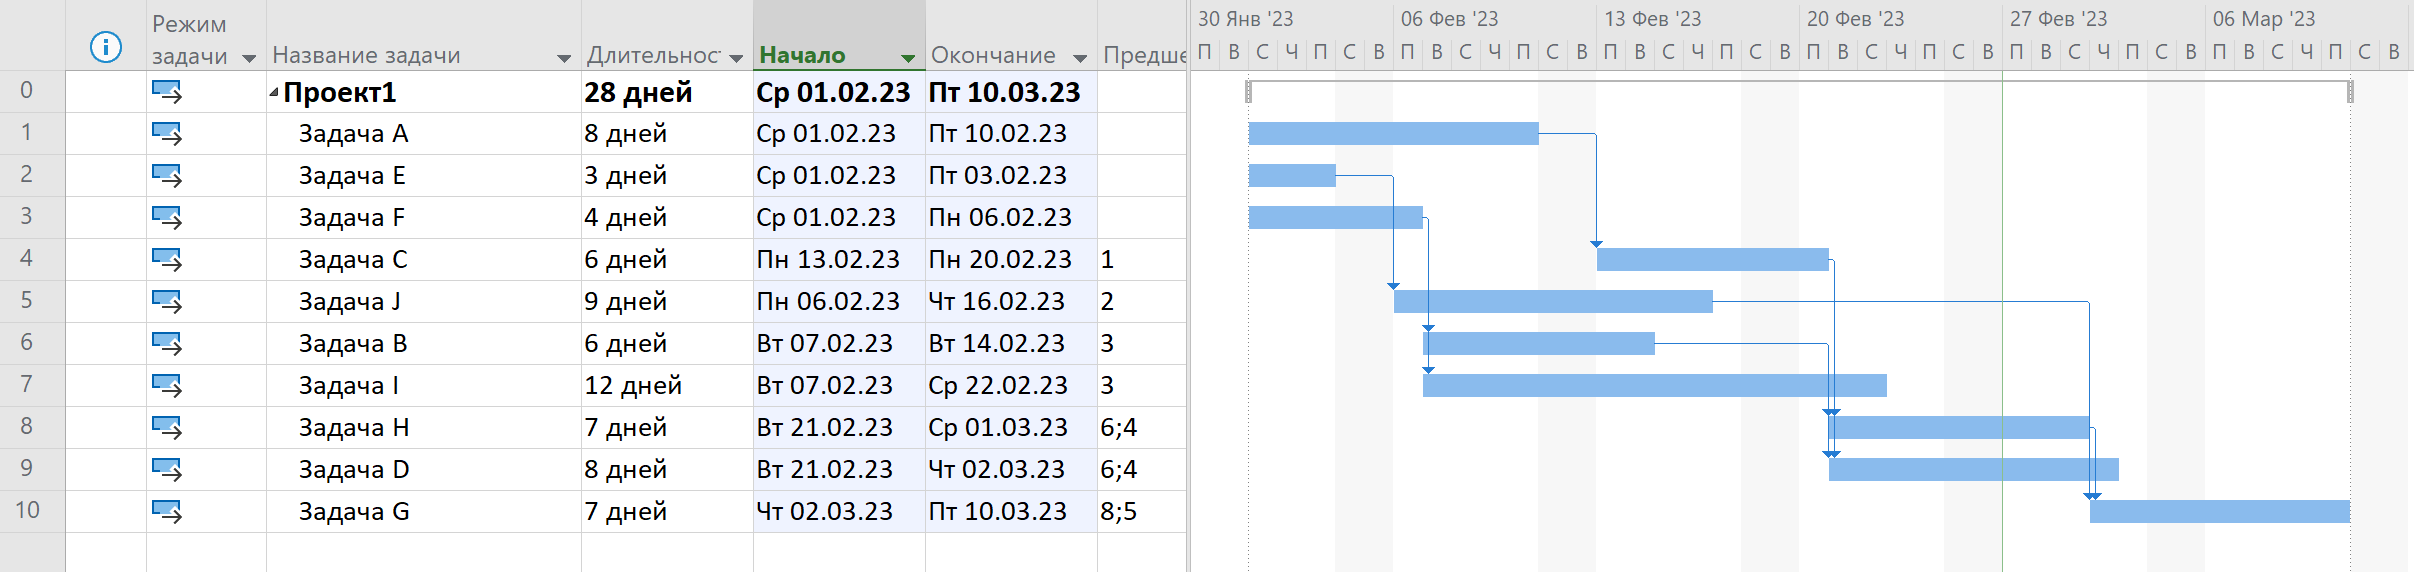 Режим задачи Название задачи Длительнос Начало Окончание Предше
0 Проект1 28 дней Ср 01.02.23 Пт 10.03.23
1 Задача A 8 дней Ср 01.02.23 Пт 10.02.23
2 Задача E 3 дней Ср 01.02.23 Пт 03.02.23
3 Задача F 4 дней Ср 01.02.23 Пн 06.02.23
4 Задача C 6 дней Пн 13.02.23 Пн 20.02.23 1
5 Задача J 9 дней Пн 06.02.23 Чт 16.02.23 2
6 Задача B 6 дней Вт 07.02.23 Вт 14.02.23 3
7 Задача I 12 дней Вт 07.02.23 Ср 22.02.23 3
8 Задача H 7 дней Вт 21.02.23 Ср 01.03.23 6;4
9 Задача D 8 дней Вт 21.02.23 Чт 02.03.23 6;4
10 Задача G 7 дней Чт 02.03.23 Пт 10.03.23 8;5
30 Янв '23 06 Фев '23 13 Фев '23 20 Фев '23 27 Фев '23 06 Мар '23
П В С Ч П С В П В С Ч П С В П В С Ч П С В П В С Ч П С В П В С Ч П С В П В С Ч П С В